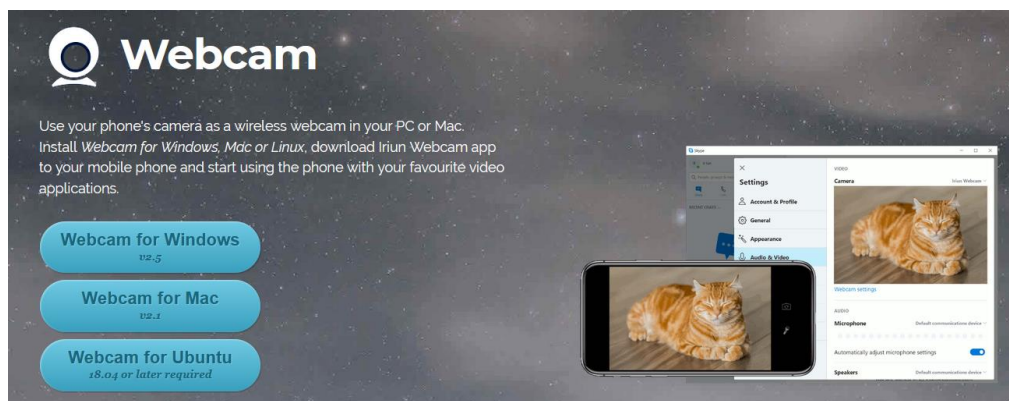 Webcam
Use your phone's camera as a wireless webcam in your PC or Mac.
Install Webcam for Windows, Mac or Linux, download Iriun Webcam app
to your mobile phone and start using the phone with your favourite video
applications.
Webcam for Windows
v2.5
Webcam for Mac
v2.1
Webcam for Ubuntu
18.04 or later required
Skype
Settings
Account & Profile
General
Appearance
Audio & Video
VIDEO
Camera
Iriun Webcam
Webcam settings
AUDIO
Microphone
Default communications device
Automatically adjust microphone settings
Speakers
Default communications device